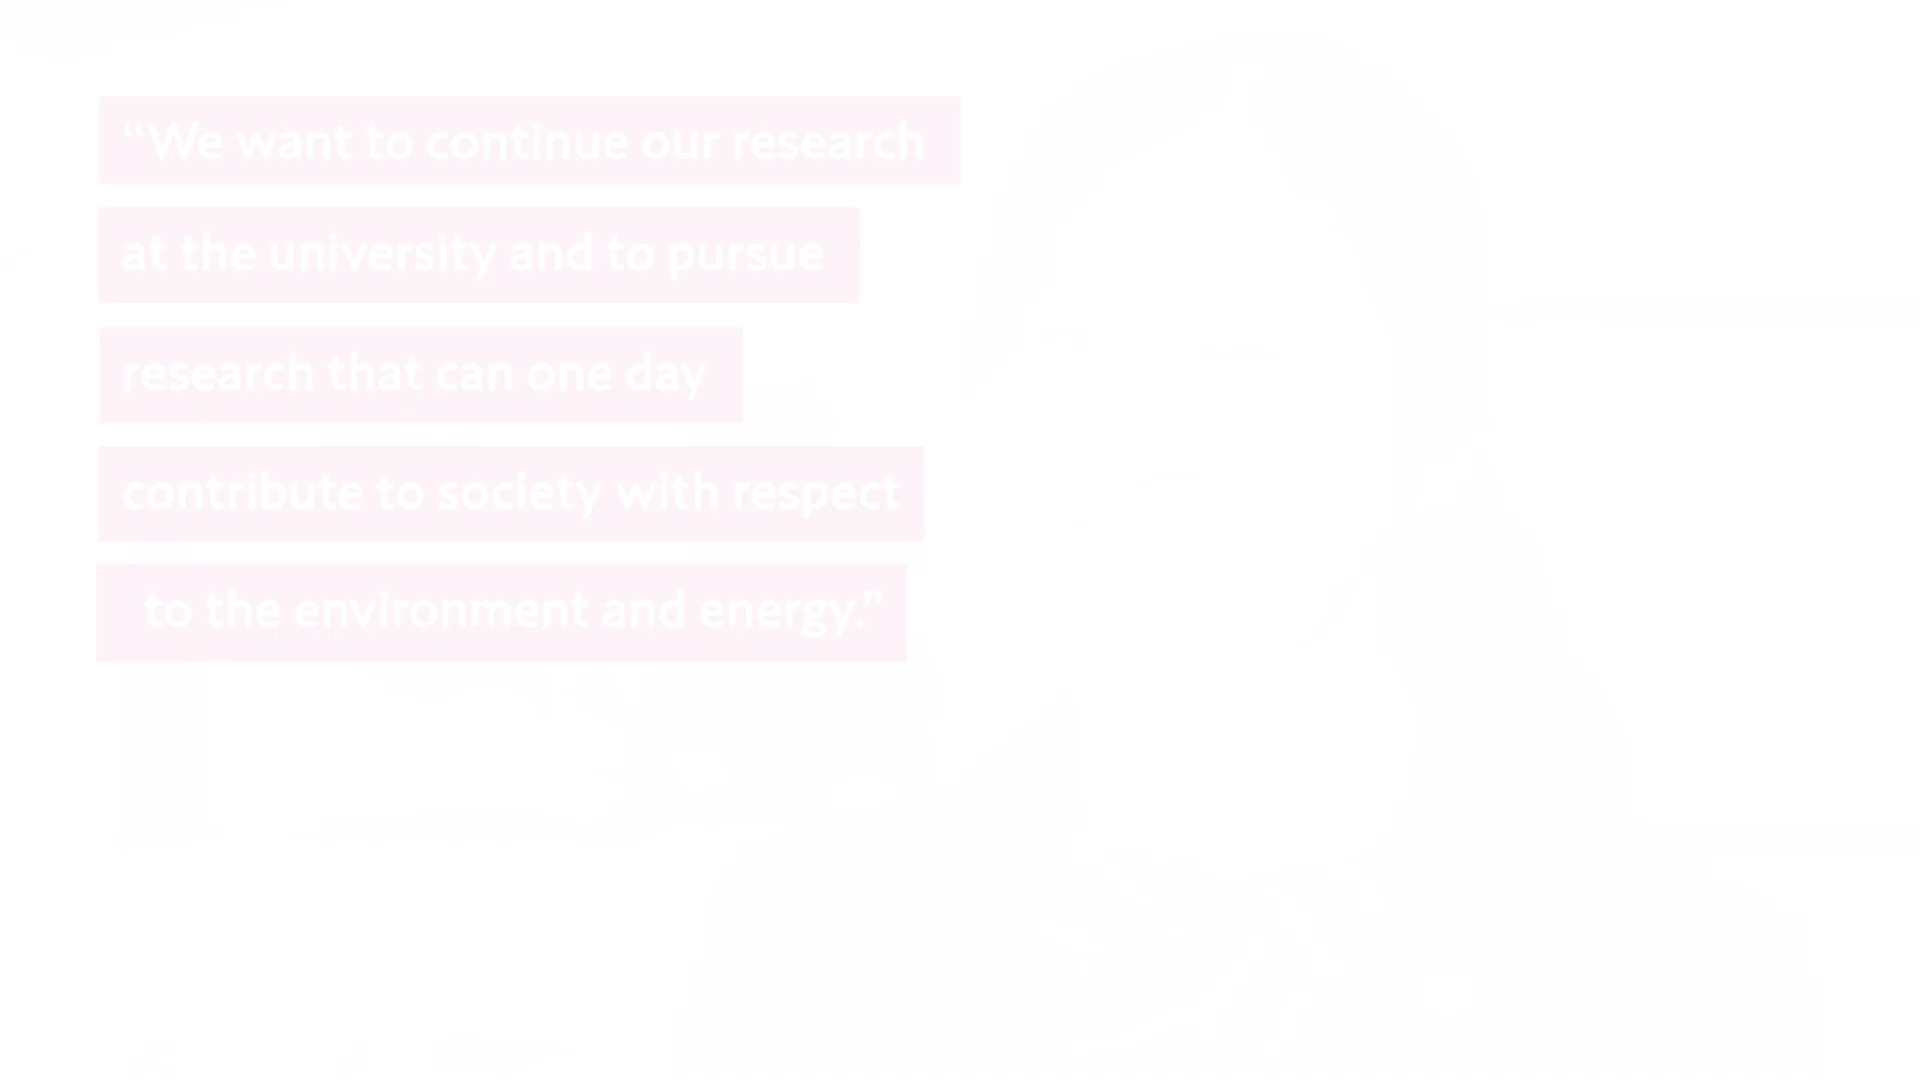 “We want to continue our research
at the university and to pursue
research that can one day
contribute to society with respect
to the environment and energy.”